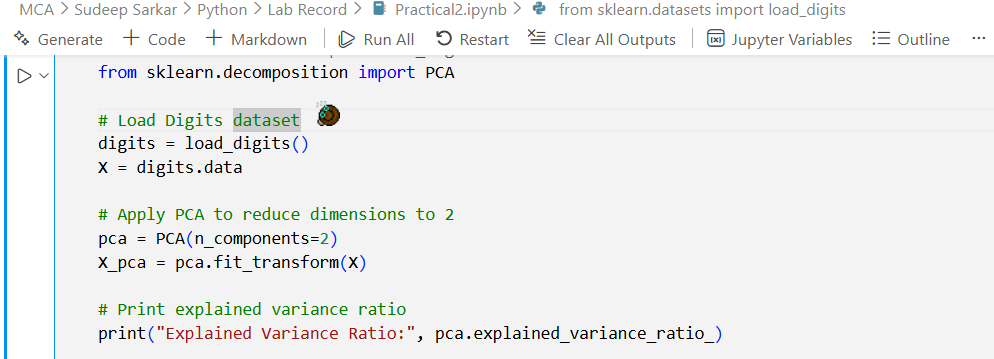 MCA > Sudeep Sarkar > Python > Lab Record > Practical2.ipynb > from sklearn.datasets import load_digits
Generate + Code + Markdown Run All Restart Clear All Outputs Jupyter Variables Outline ...
from sklearn.decomposition import PCA
# Load Digits dataset
digits = load_digits()
X = digits.data
# Apply PCA to reduce dimensions to 2
pca = PCA(n_components=2)
X_pca = pca.fit_transform(X)
# Print explained variance ratio
print("Explained Variance Ratio:", pca.explained_variance_ratio_)